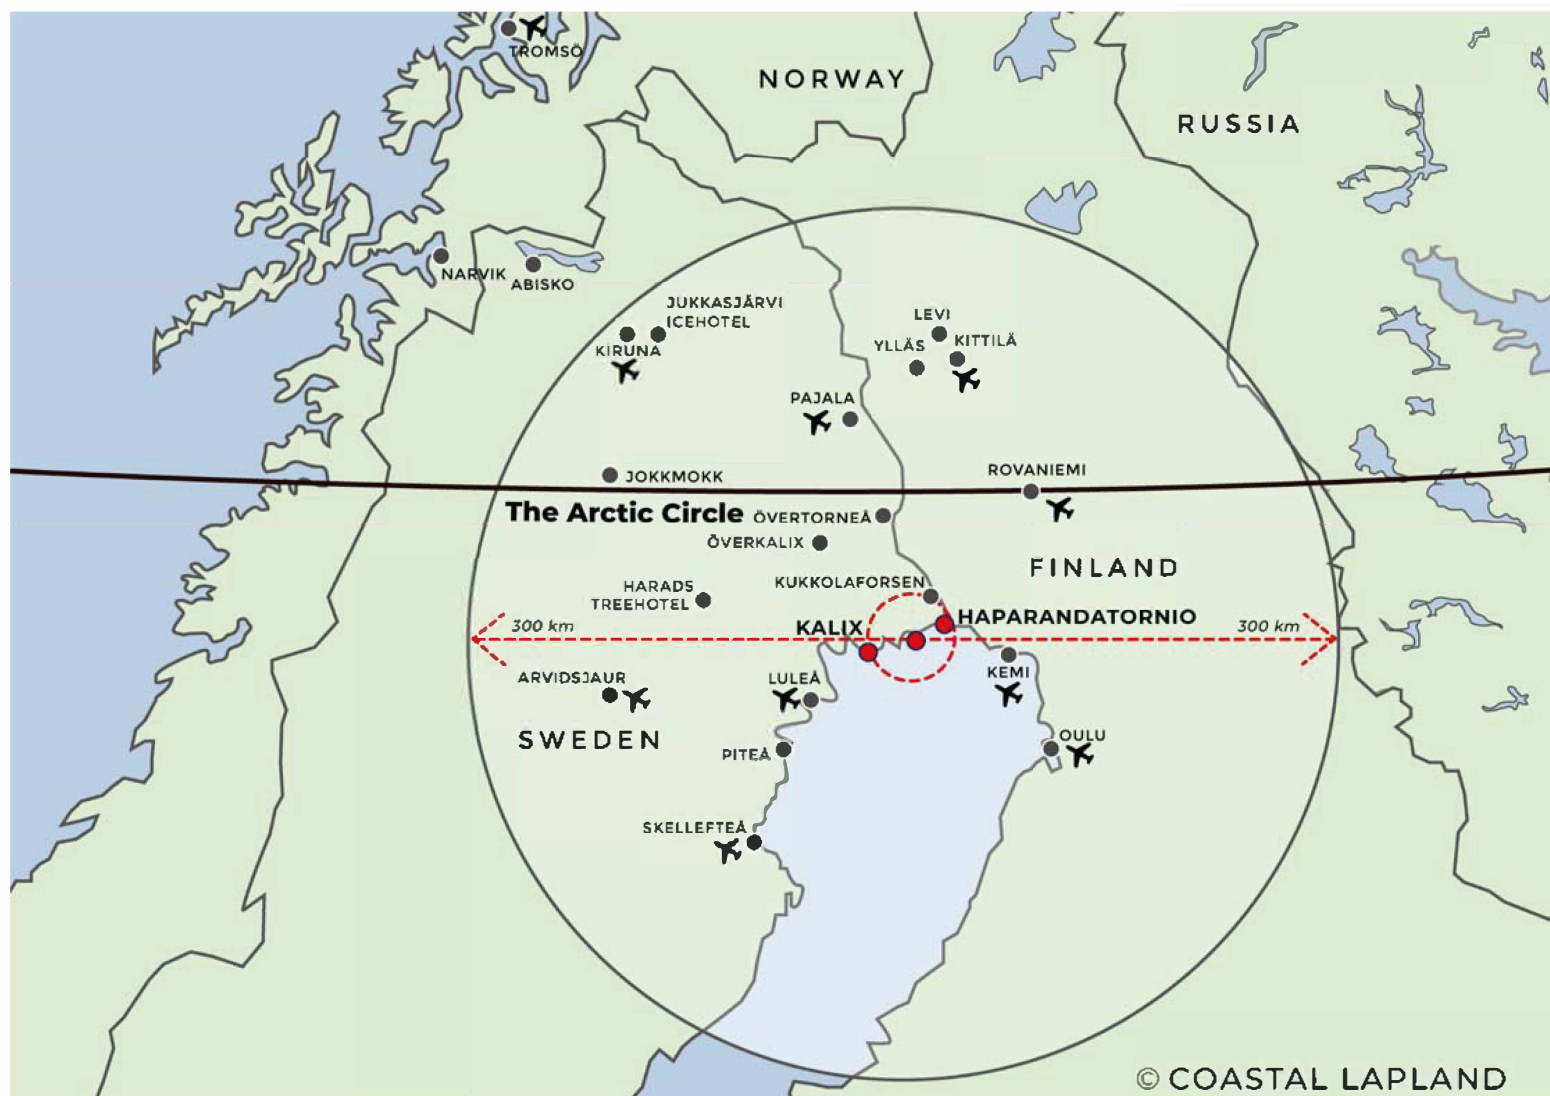 TROMSÖ
NORWAY
RUSSIA
NARVIK
ABISKO
JUKKASJÄRVI
ICEHOTEL
KIRUNA
LEVI
YLLÄS
KITTILÄ
PAJALA
JOKKMOKK
ROVANIEMI
The Arctic Circle
ÖVERTORNEÅ
ÖVERKALIX
FINLAND
HARADS
TREEHOTEL
KUKKOLAFORSEN
KALIX
HAPARANDATORNIO
300 km
300 km
ARVIDSJAUR
LULEÅ
KEMI
SWEDEN
PITEÅ
OULU
SKELLEFTEÅ
© COASTAL LAPLAND